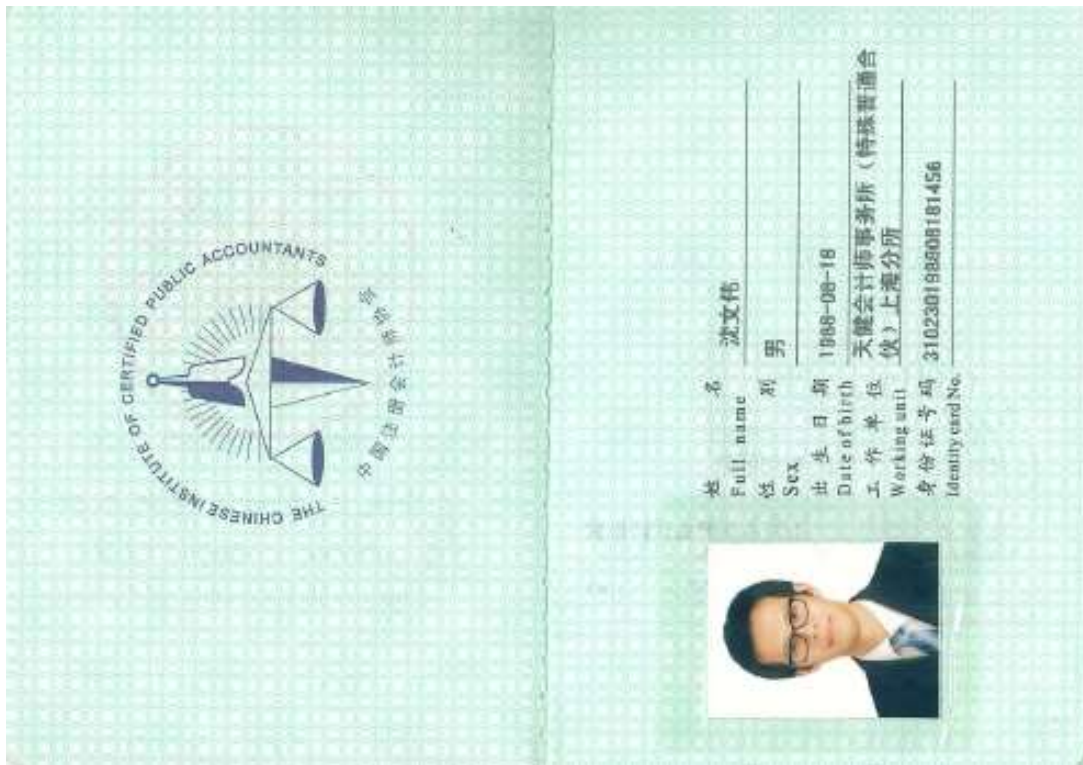 THE CHINESE INSTITUTE OF CERTIFIED PUBLIC ACCOUNTANTS
中国注册会计师协会
姓 名 沈文伟
Full name
性 别 男
Sex
出 生 日 期 1988-08-18
Date of birth
工 作 单 位 天健会计师事务所（特殊普通合
Working unit 伙）上海分所
身份证号码 310230198808181456
Identity card No.